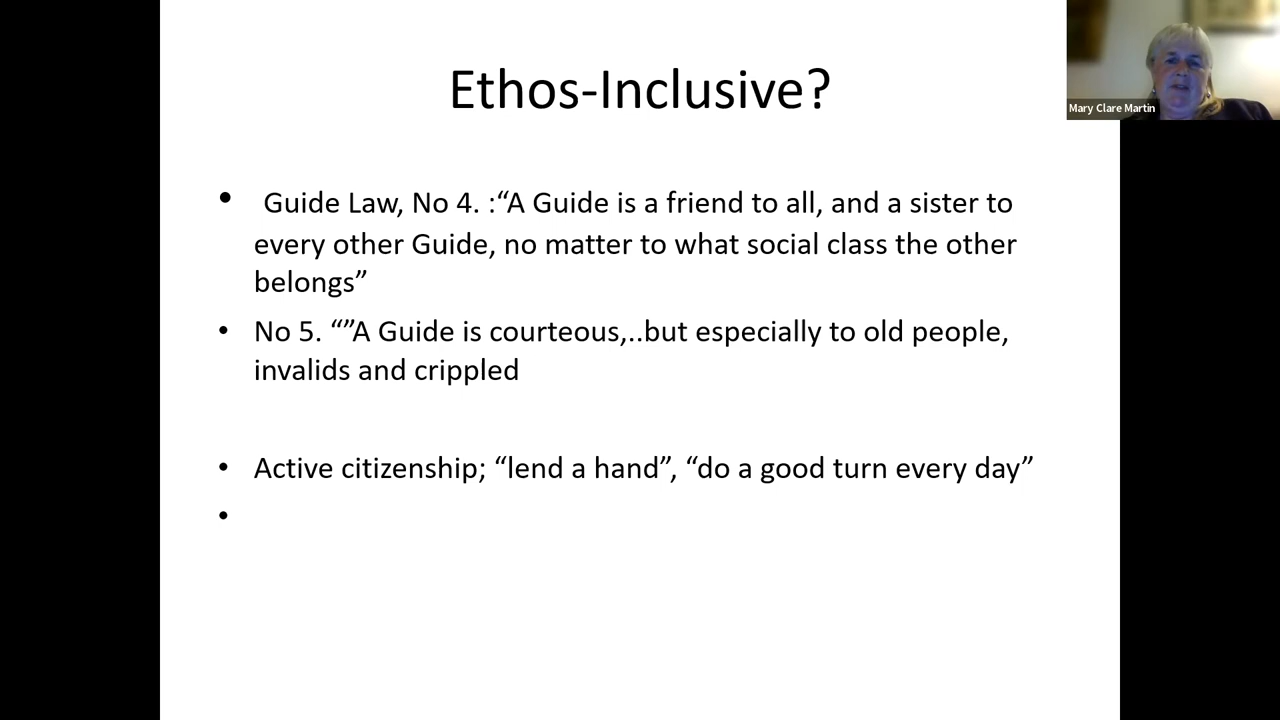 Ethos-Inclusive?
Mary Clare Martin
• Guide Law, No 4. :“A Guide is a friend to all, and a sister to
every other Guide, no matter to what social class the other
belongs”
• No 5. “”A Guide is courteous,..but especially to old people,
invalids and crippled
• Active citizenship; “lend a hand”, “do a good turn every day”
•